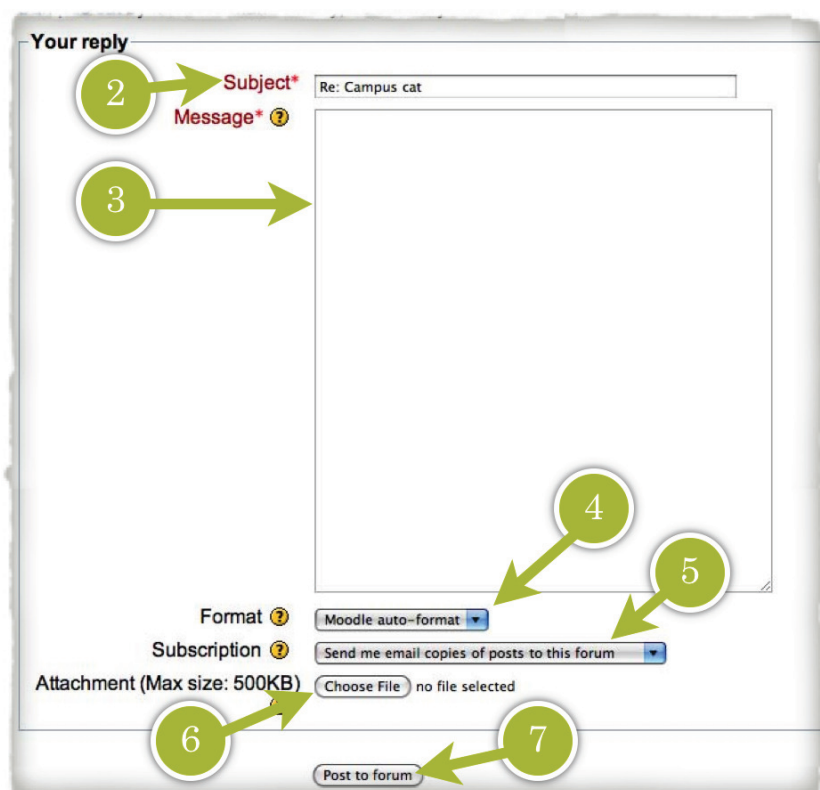 Your reply
2
Subject* Re: Campus cat
Message*
3
4
5
Format Moodle auto-format
Subscription Send me email copies of posts to this forum
Attachment (Max size: 500KB) Choose File no file selected
6
7
Post to forum